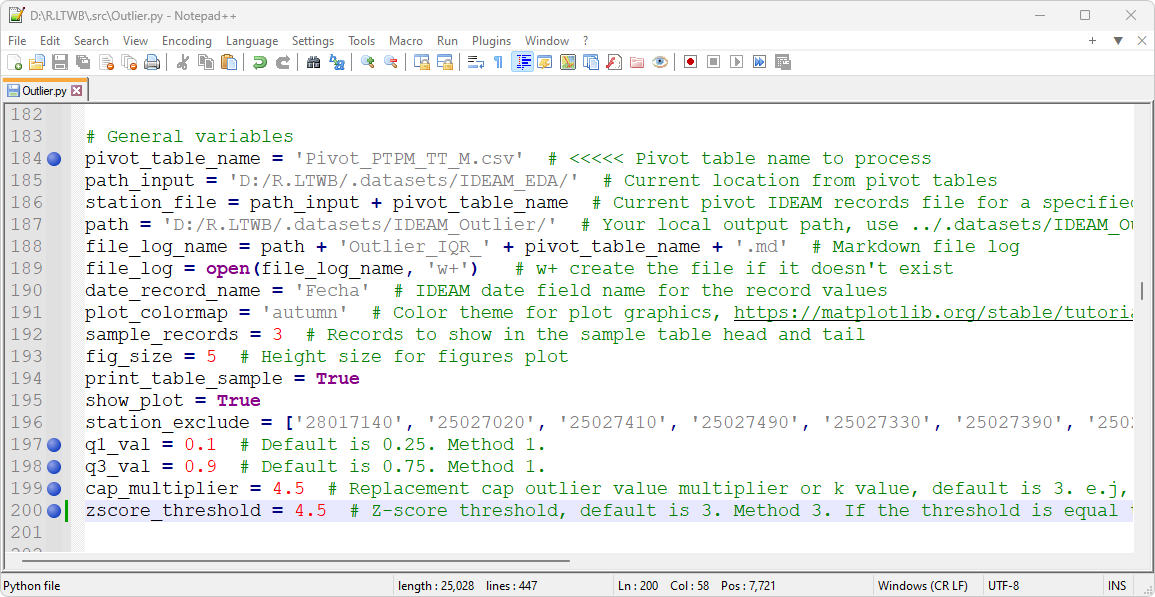 D:\R.LTWB\.src\Outlier.py - Notepad++
File Edit Search View Encoding Language Settings Tools Macro Run Plugins Window ?
Outlier.py
182
183 # General variables
184 pivot_table_name = 'Pivot_PTPM_TT_M.csv'  # <<<<< Pivot table name to process
185 path_input = 'D:/R.LTWB/.datasets/IDEAM_EDA/'  # Current location from pivot tables
186 station_file = path_input + pivot_table_name  # Current pivot IDEAM records file for a specified
187 path = 'D:/R.LTWB/.datasets/IDEAM_Outlier/'  # Your local output path, use ../.datasets/IDEAM_Ou
188 file_log_name = path + 'Outlier_IQR_' + pivot_table_name + '.md'  # Markdown file log
189 file_log = open(file_log_name, 'w+')   # w+ create the file if it doesn't exist
190 date_record_name = 'Fecha'  # IDEAM date field name for the record values
191 plot_colormap = 'autumn'  # Color theme for plot graphics, https://matplotlib.org/stable/tutoria
192 sample_records = 3  # Records to show in the sample table head and tail
193 fig_size = 5  # Height size for figures plot
194 print_table_sample = True
195 show_plot = True
196 station_exclude = ['28017140', '25027020', '25027410', '25027490', '25027330', '25027390', '250
197 q1_val = 0.1  # Default is 0.25. Method 1.
198 q3_val = 0.9  # Default is 0.75. Method 1.
199 cap_multiplier = 4.5  # Replacement cap outlier value multiplier or k value, default is 3. e.j,
200 zscore_threshold = 4.5  # Z-score threshold, default is 3. Method 3. If the threshold is equal
201
Python file length : 25,028 lines : 447 Ln : 200 Col : 58 Pos : 7,721 Windows (CR LF) UTF-8 INS